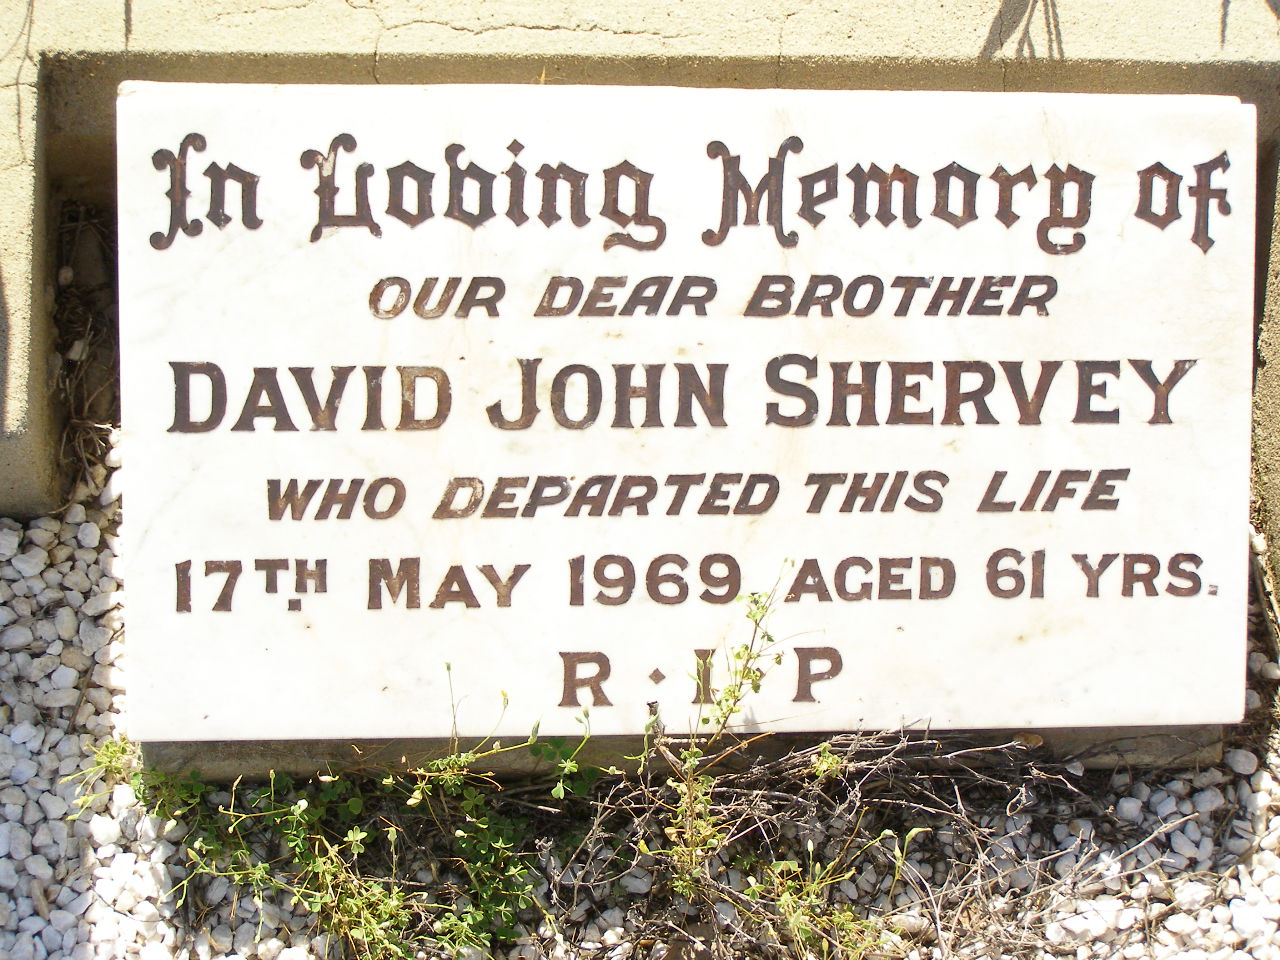 In Loving Memory of
OUR DEAR BROTHER
DAVID JOHN SHERVEY
WHO DEPARTED THIS LIFE
17TH MAY 1969 AGED 61 YRS.
R · I · P